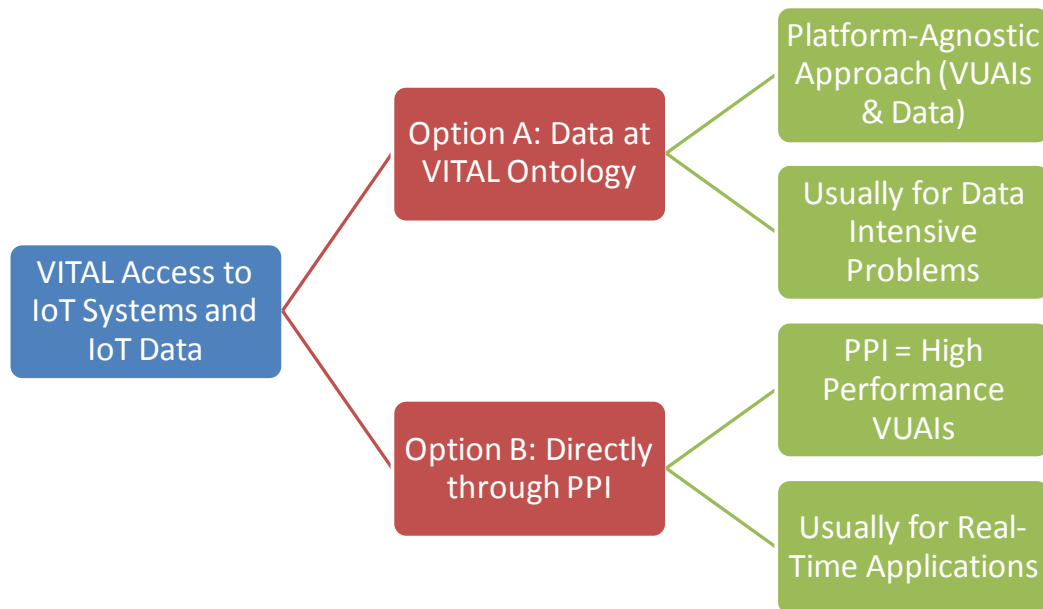 VITAL Access to
IoT Systems and
IoT Data
Option A: Data at
VITAL Ontology
Platform-Agnostic
Approach (VUAIs
& Data)
Usually for Data
Intensive
Problems
Option B: Directly
through PPI
PPI = High
Performance
VUAIs
Usually for Real-
Time Applications